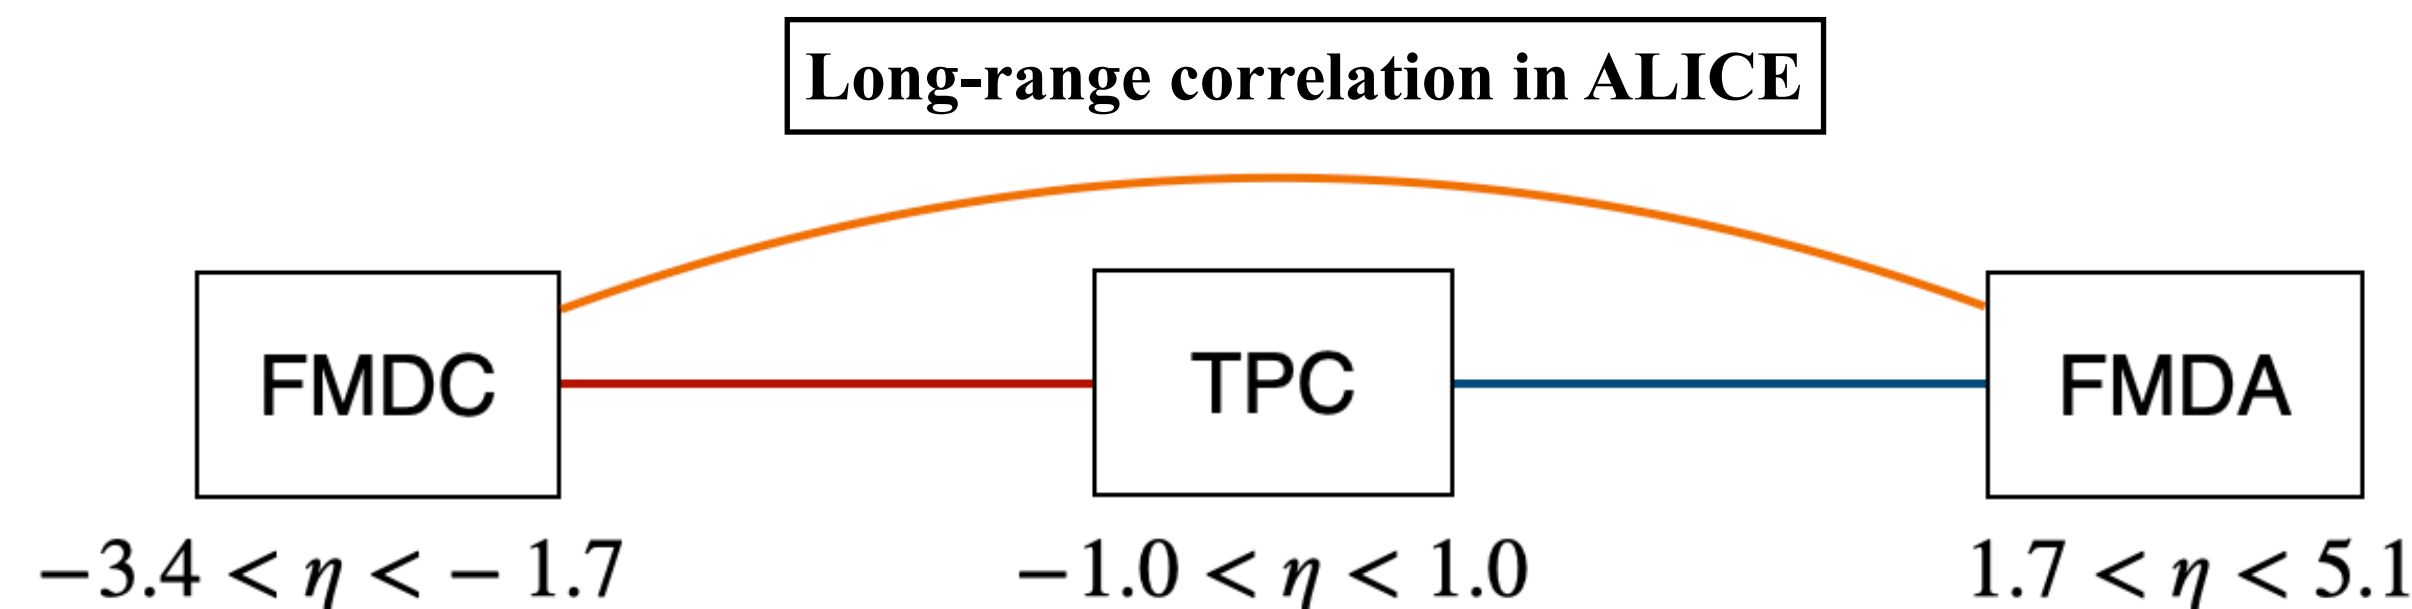 Long-range correlation in ALICE
FMDC
TPC
FMDA
−3.4 < η < − 1.7
−1.0 < η < 1.0
1.7 < η < 5.1